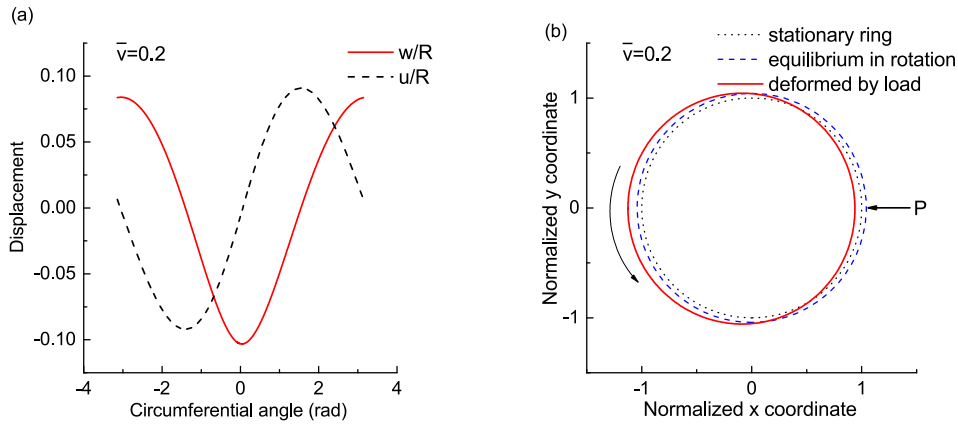 (a)
v̅=0.2
w/R
u/R
0.10
0.05
0.00
−0.05
−0.10
Displacement
−4
−2
0
2
4
Circumferential angle (rad)
(b)
v̅=0.2
stationary ring
equilibrium in rotation
deformed by load
1
0
-1
Normalized y coordinate
P
-1
0
1
Normalized x coordinate